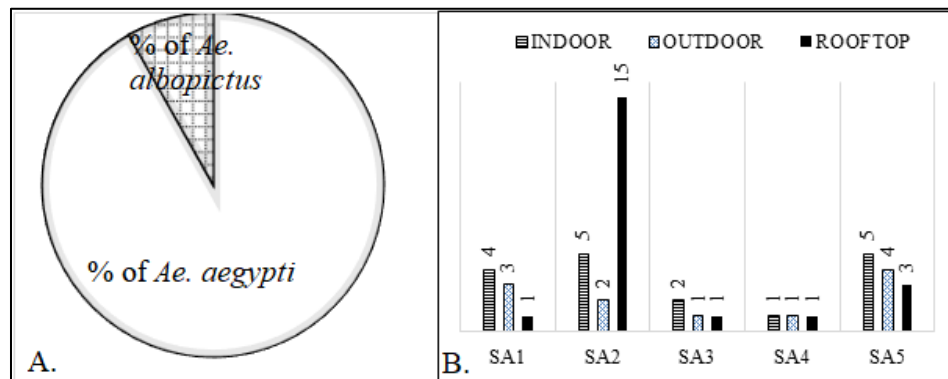 % of Ae.
albopictus
% of Ae. aegypti
A.
INDOOR OUTDOOR ROOFTOP
4 3 1
5 2 15
2 1 1
1 1 1
5 4 3
SA1 SA2 SA3 SA4 SA5
B.